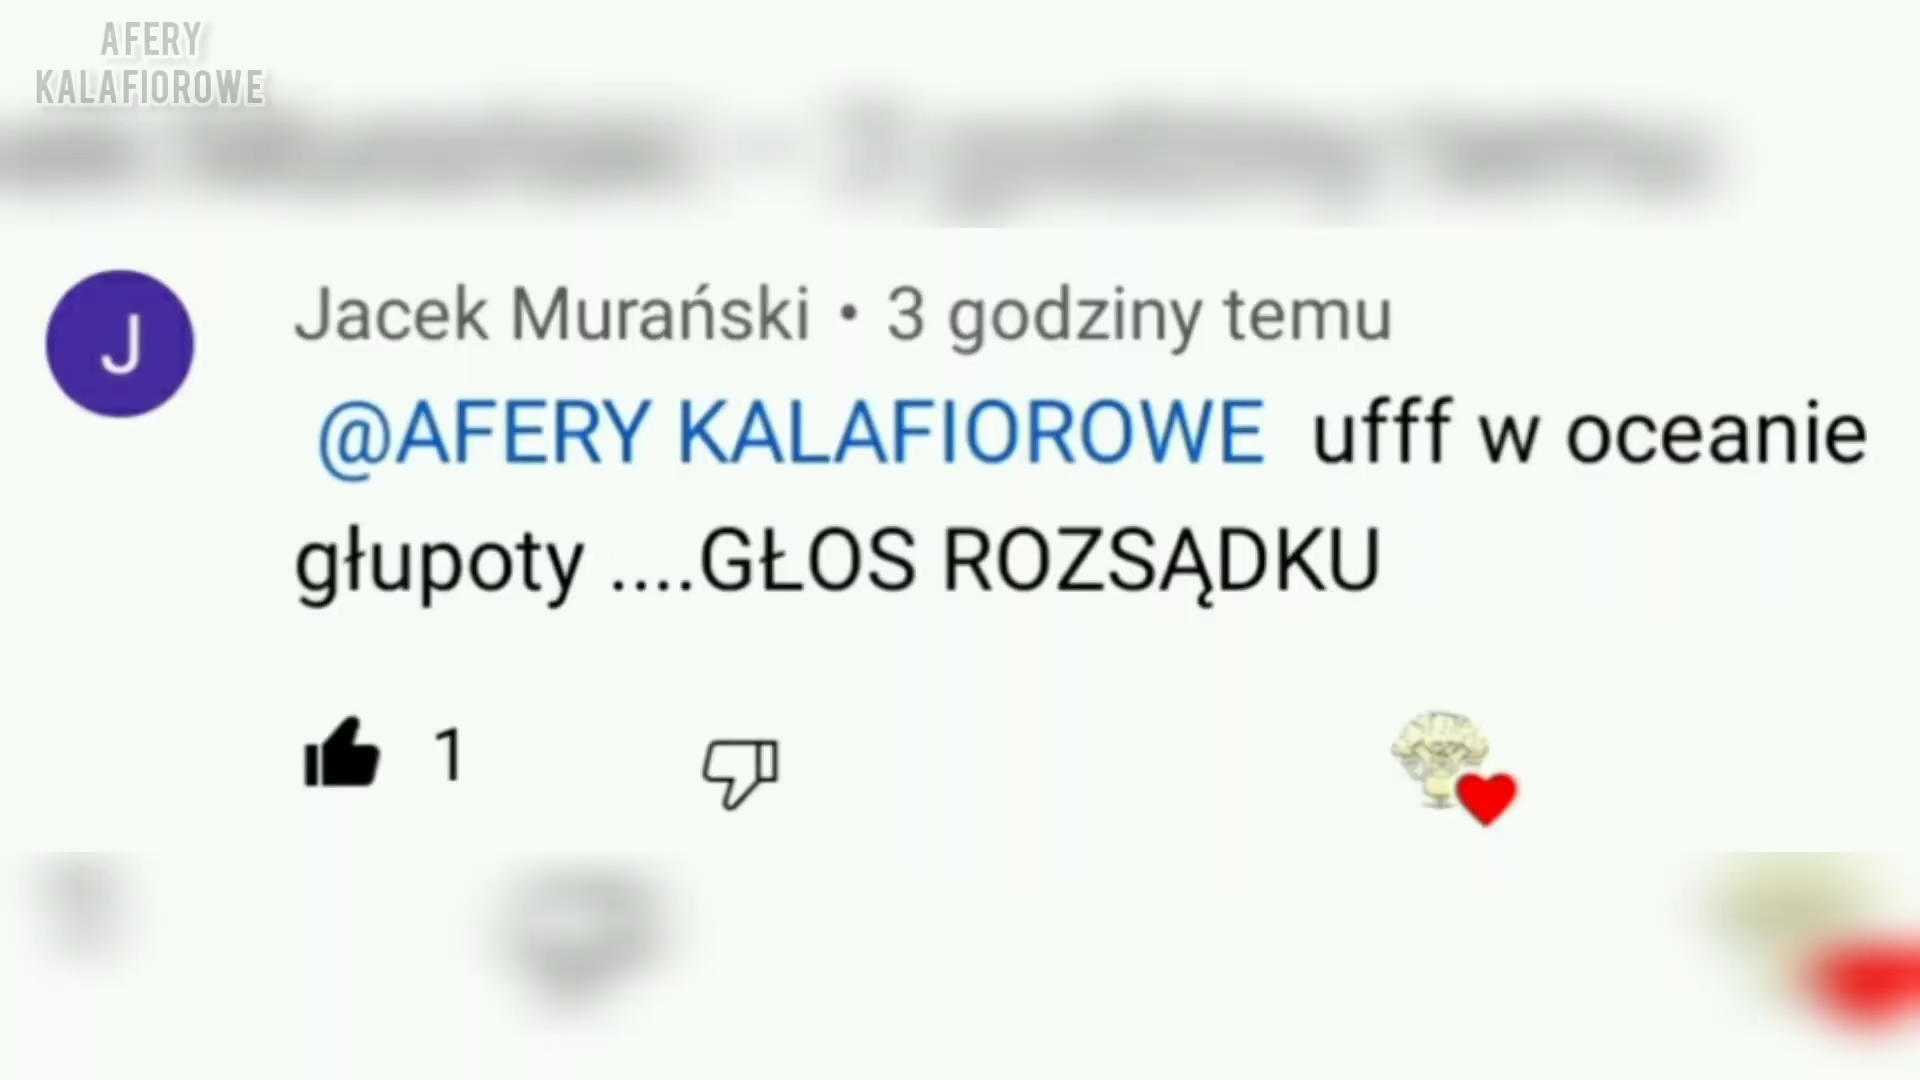 AFERY
KALAFIOROWE
J
Jacek Murański • 3 godziny temu
@AFERY KALAFIOROWE ufff w oceanie
głupoty ....GŁOS ROZSĄDKU
1